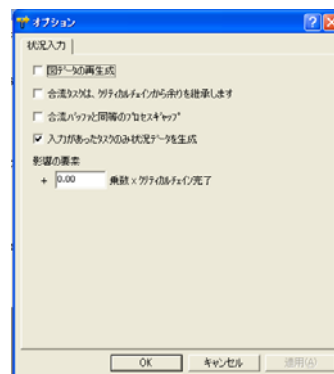 オプション
状況入力
図データの再生成
合流タスクは、クリティカルチェインから余りを継承します
合流バッファと同等のプロセスギャップ
入力があったタスクのみ状況データを生成
影響の要素
+ 0.00 乗数×クリティカルチェイン完了
OK キャンセル 適用(A)